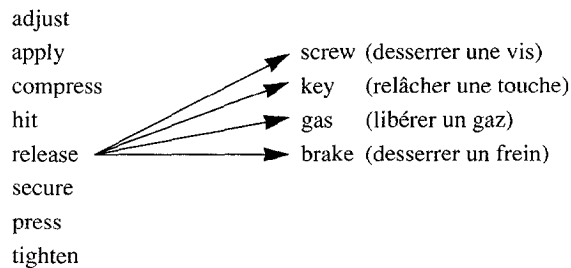 adjust
apply
screw (desserrer une vis)
compress
key (relâcher une touche)
hit
gas (libérer un gaz)
release
brake (desserrer un frein)
secure
press
tighten